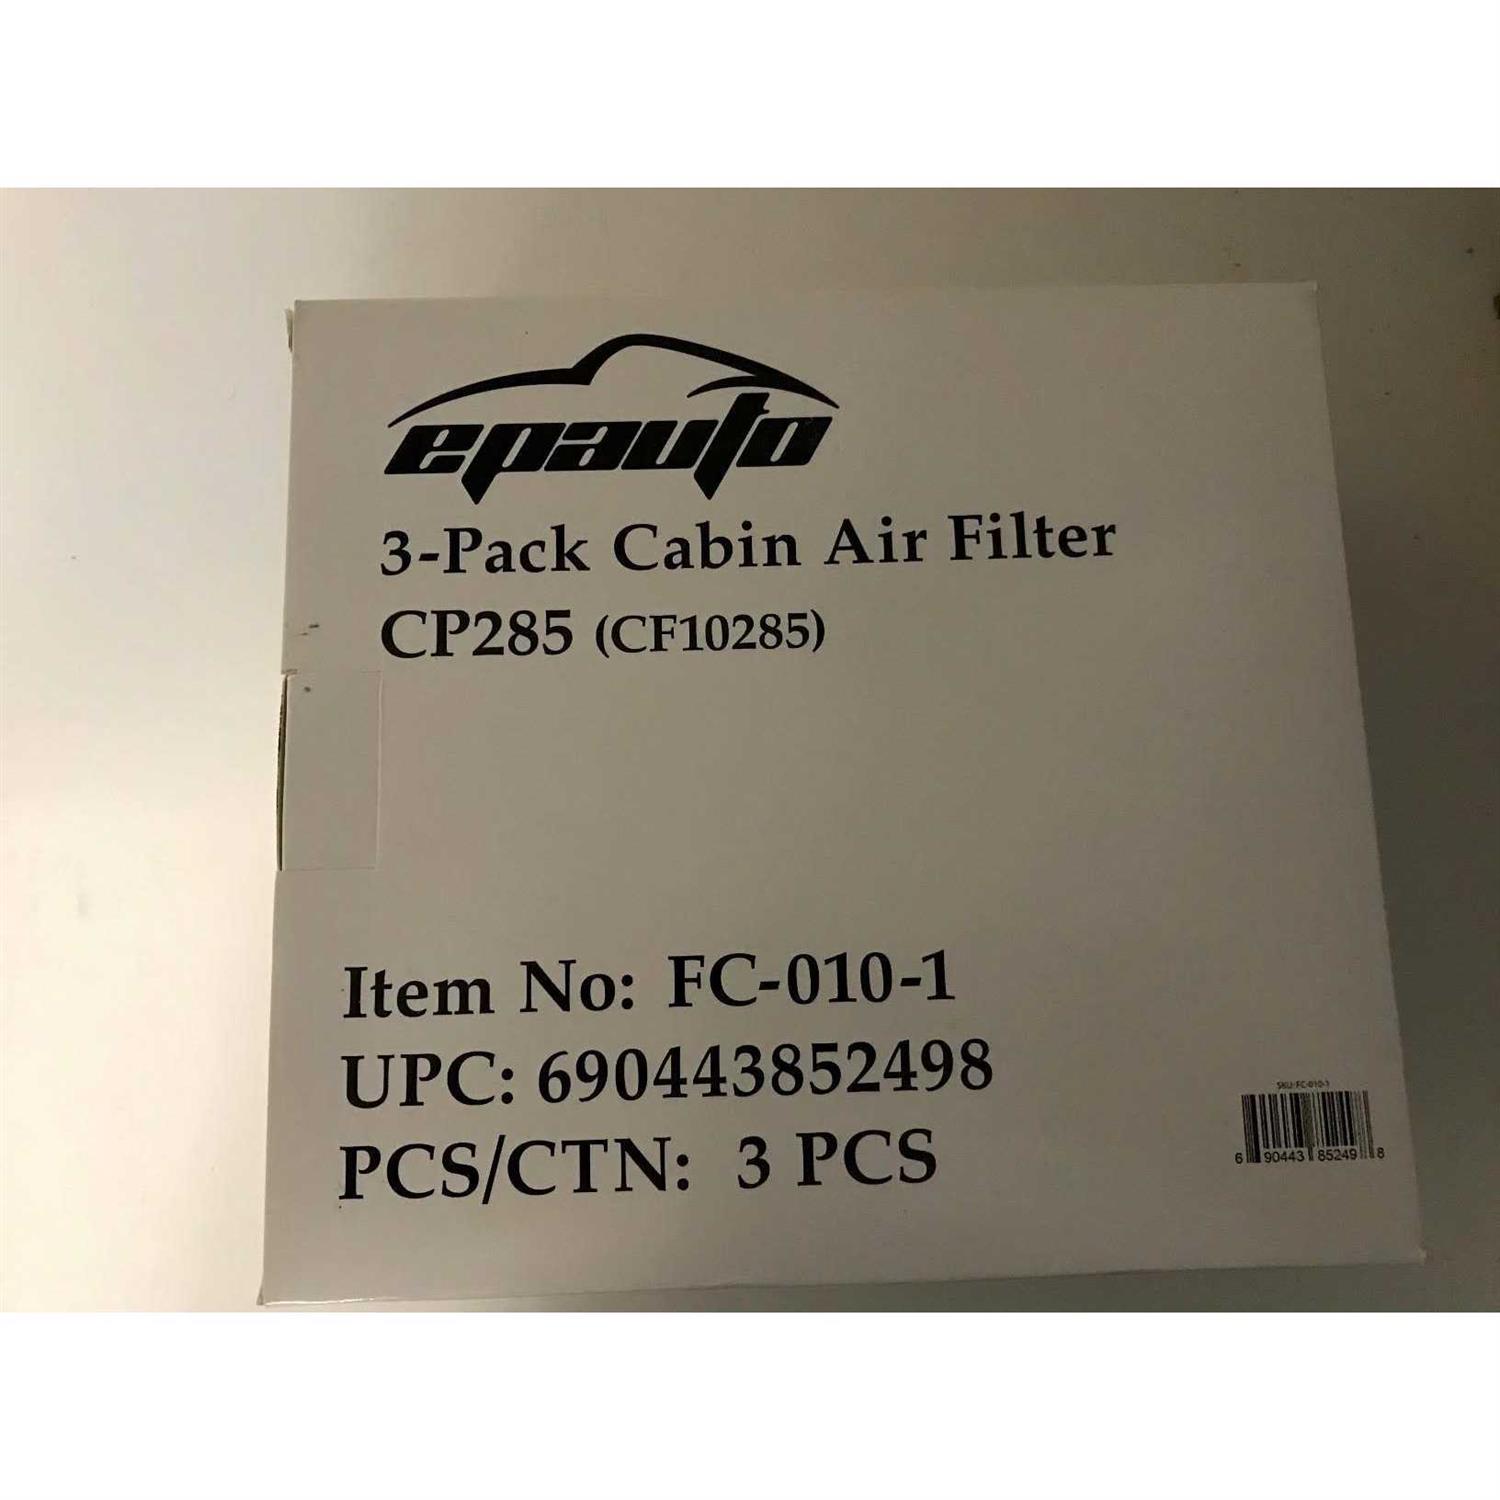 epauto
3-Pack Cabin Air Filter
CP285 (CF10285)
Item No: FC-010-1
UPC: 690443852498
PCS/CTN: 3 PCS
SKU: FC-010-1
6 90443 85249 8